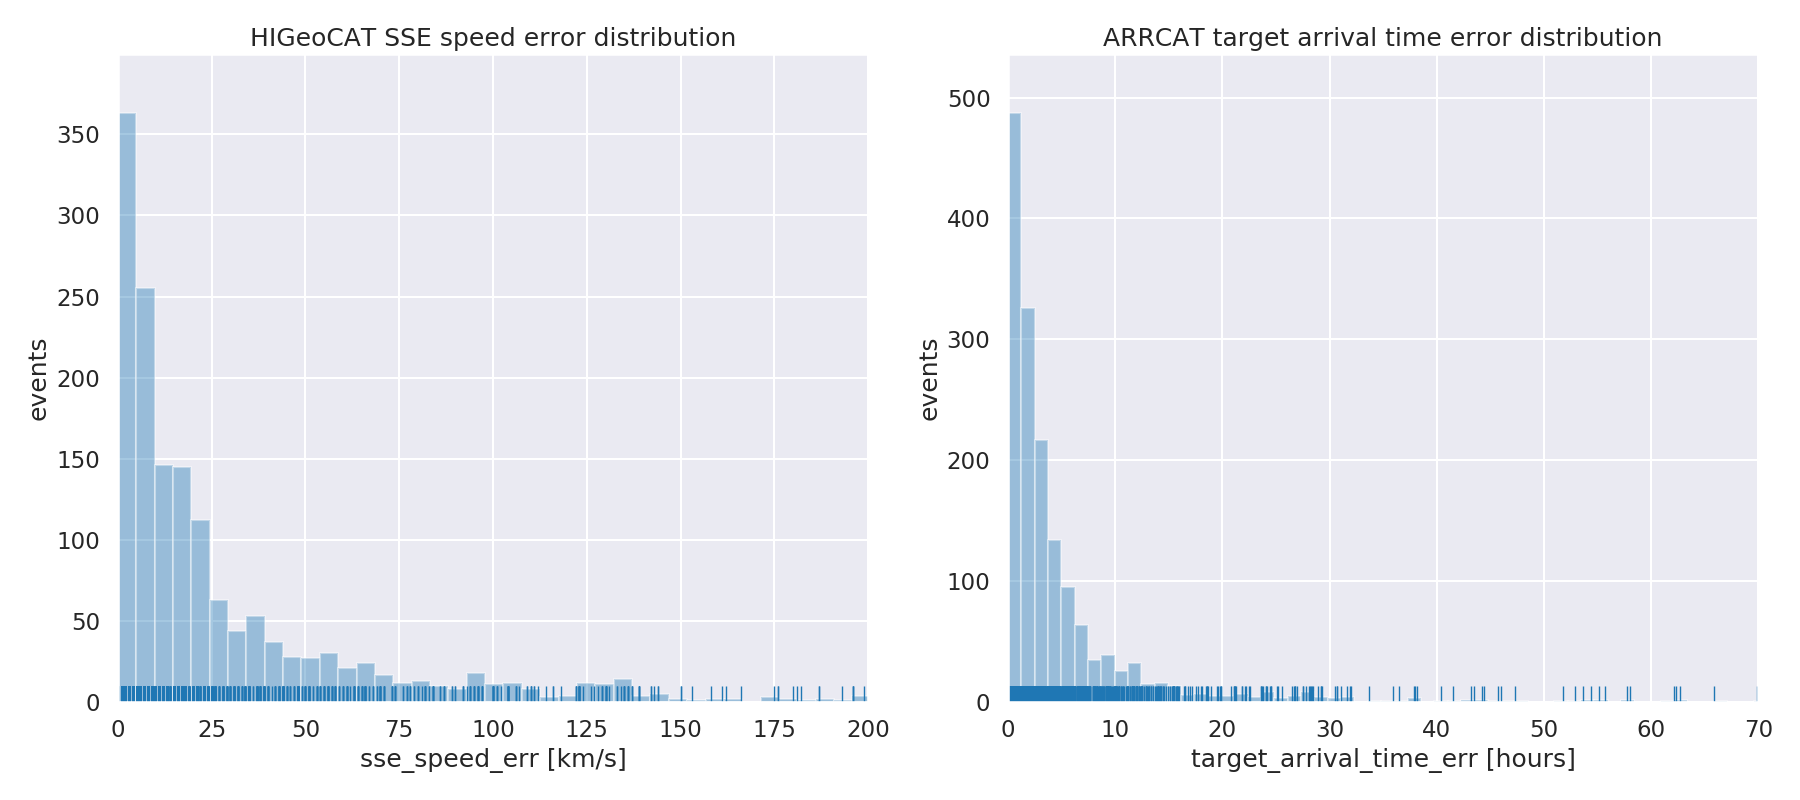 HIGeoCAT SSE speed error distribution
events
350
300
250
200
150
100
50
0
0 25 50 75 100 125 150 175 200
sse_speed_err [km/s]
ARRCAT target arrival time error distribution
events
500
400
300
200
100
0
0 10 20 30 40 50 60 70
target_arrival_time_err [hours]